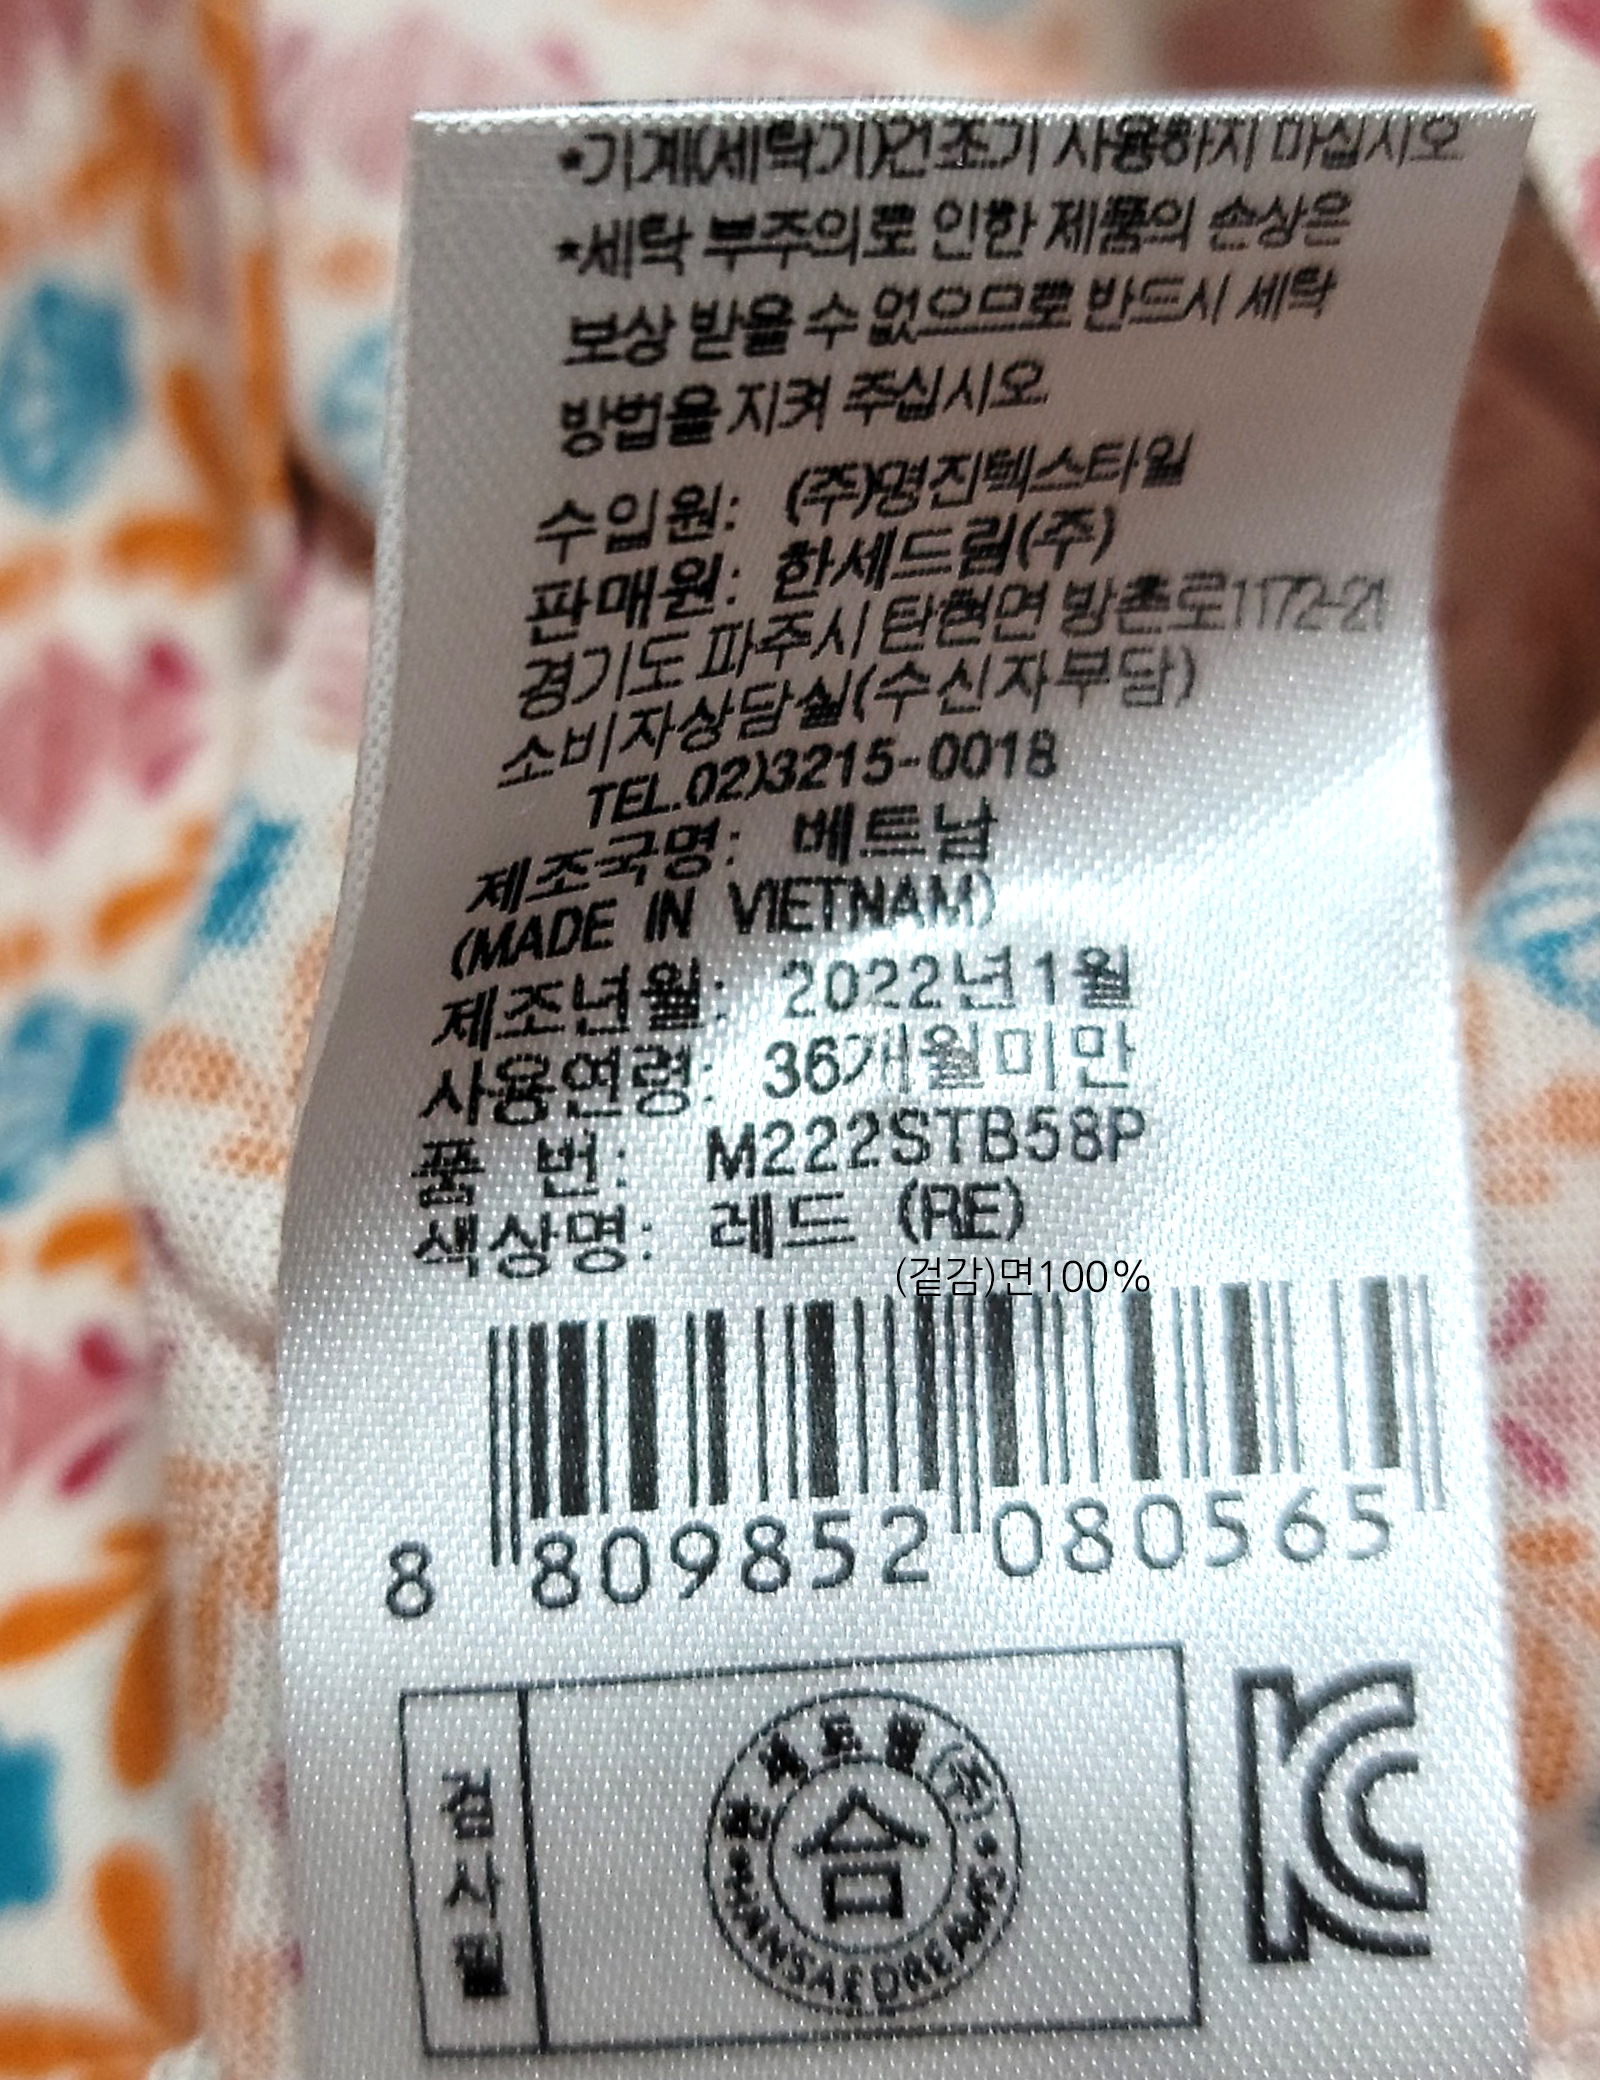 *기계(세탁기)건조기 사용하지 마십시오
*세탁 부주의로 인한 제품의 손상은
보상 받을 수 없으므로 반드시 세탁
방법을 지켜 주십시오.
수입원: (주)명진텍스타일
판매원: 한세드림(주)
경기도 파주시 탄현면 방촌로1172-21
소비자상담실(수신자부담)
TEL.02)3215-0018
제조국명: 베트남
(MADE IN VIETNAM)
제조년월: 2022년1월
사용연령: 36개월미만
품 번: M222STB58P
색상명: 레드 (RE)
(겉감)면100%
8 809852 080565
검사필
한세드림(주)
合
HANSAEDREAMS
KC